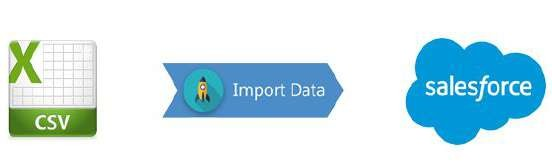 X
CSV
Import Data
salesforce